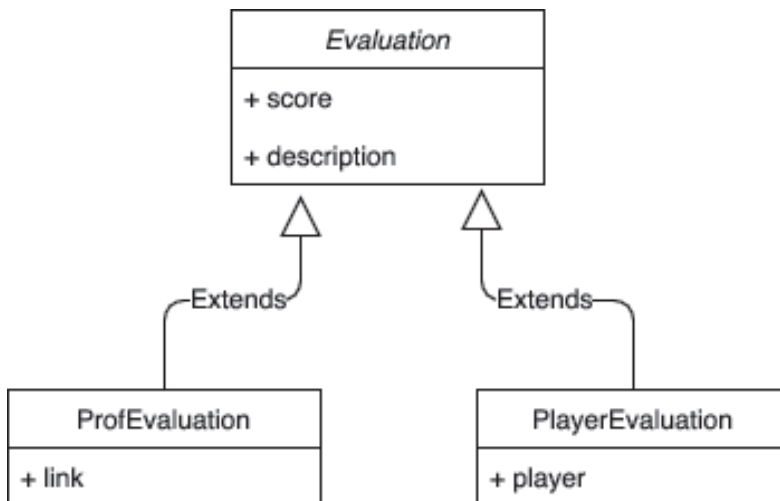 Evaluation
+ score
+ description
Extends
Extends
ProfEvaluation
+ link
PlayerEvaluation
+ player